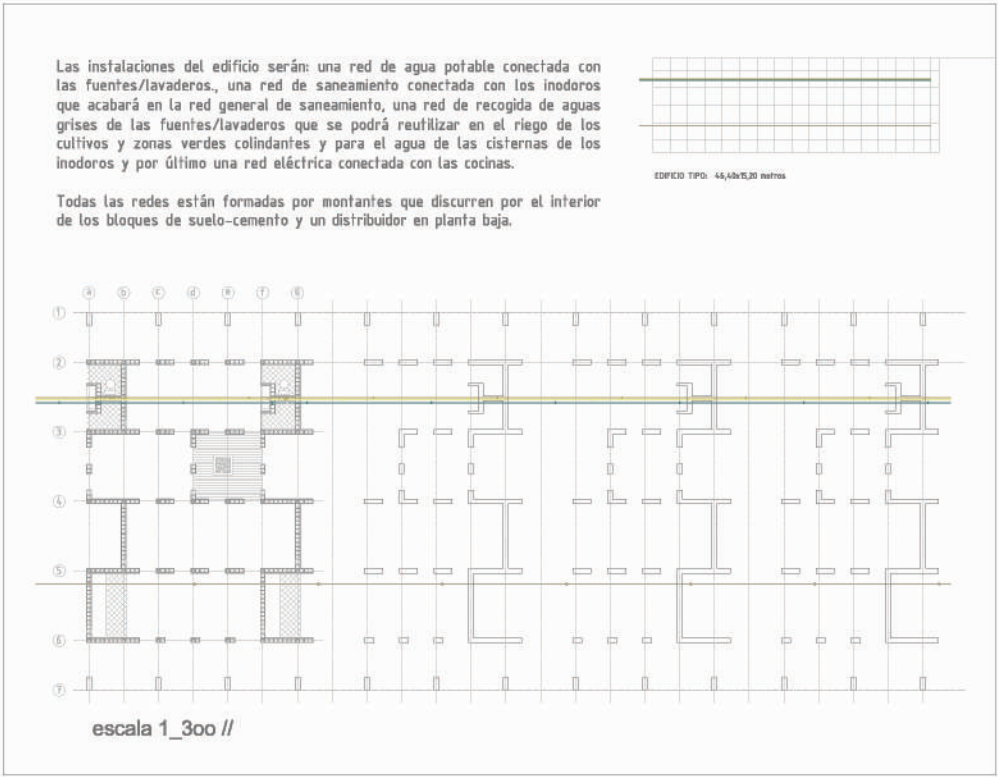 Las instalaciones del edificio serán: una red de agua potable conectada con
las fuentes/lavaderos., una red de saneamiento conectada con los inodoros
que acabará en la red general de saneamiento, una red de recogida de aguas
grises de las fuentes/lavaderos que se podrá reutilizar en el riego de los
cultivos y zonas verdes colindantes y para el agua de las cisternas de los
inodoros y por último una red eléctrica conectada con las cocinas.
Todas las redes están formadas por montantes que discurren por el interior
de los bloques de suelo-cemento y un distribuidor en planta baja.
EDIFICIO TIPO: 46,40x15,20 metros
a b c d e f g
1
2
3
4
5
6
7
escala 1_3oo //